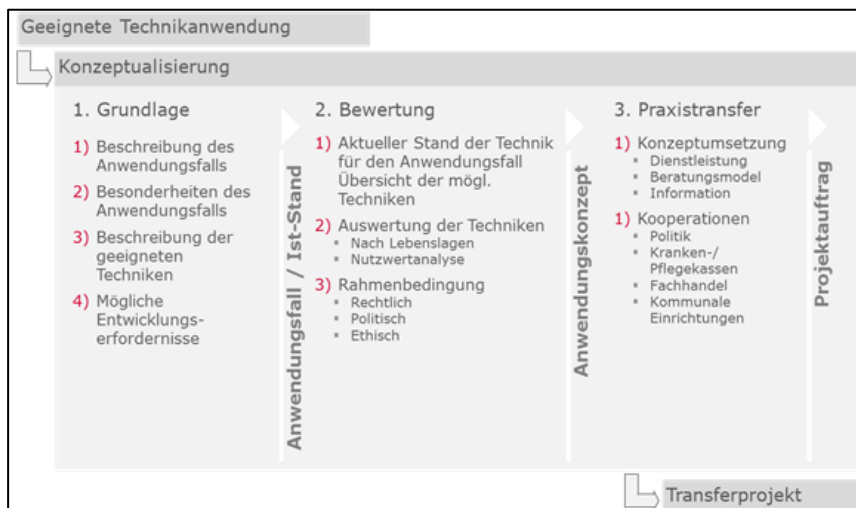 Geeignete Technikanwendung
Konzeptualisierung
1. Grundlage
1) Beschreibung des
Anwendungsfalls
2) Besonderheiten des
Anwendungsfalls
3) Beschreibung der
geeigneten
Techniken
4) Mögliche
Entwicklungs-
erfordernisse
Anwendungsfall / Ist-Stand
2. Bewertung
1) Aktueller Stand der Technik
für den Anwendungsfall
Übersicht der mögl.
Techniken
2) Auswertung der Techniken
▪ Nach Lebenslagen
▪ Nutzwertanalyse
3) Rahmenbedingung
▪ Rechtlich
▪ Politisch
▪ Ethisch
Anwendungskonzept
3. Praxistransfer
1) Konzeptumsetzung
▪ Dienstleistung
▪ Beratungsmodel
▪ Information
1) Kooperationen
▪ Politik
▪ Kranken-/
Pflegekassen
▪ Fachhandel
▪ Kommunale
Einrichtungen
Projektauftrag
Transferprojekt